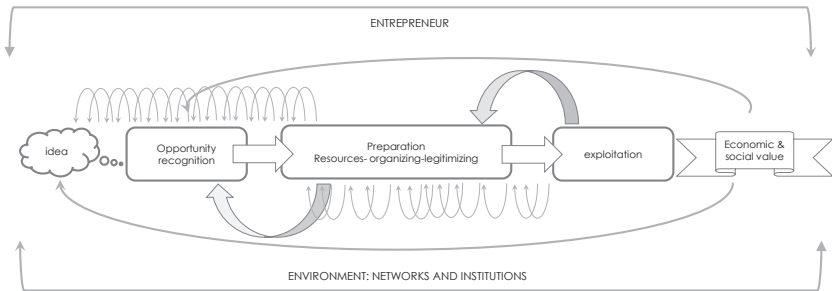 ENTREPRENEUR
idea
Opportunity
recognition
Preparation
Resources- organizing-legitimizing
exploitation
Economic &
social value
ENVIRONMENT: NETWORKS AND INSTITUTIONS